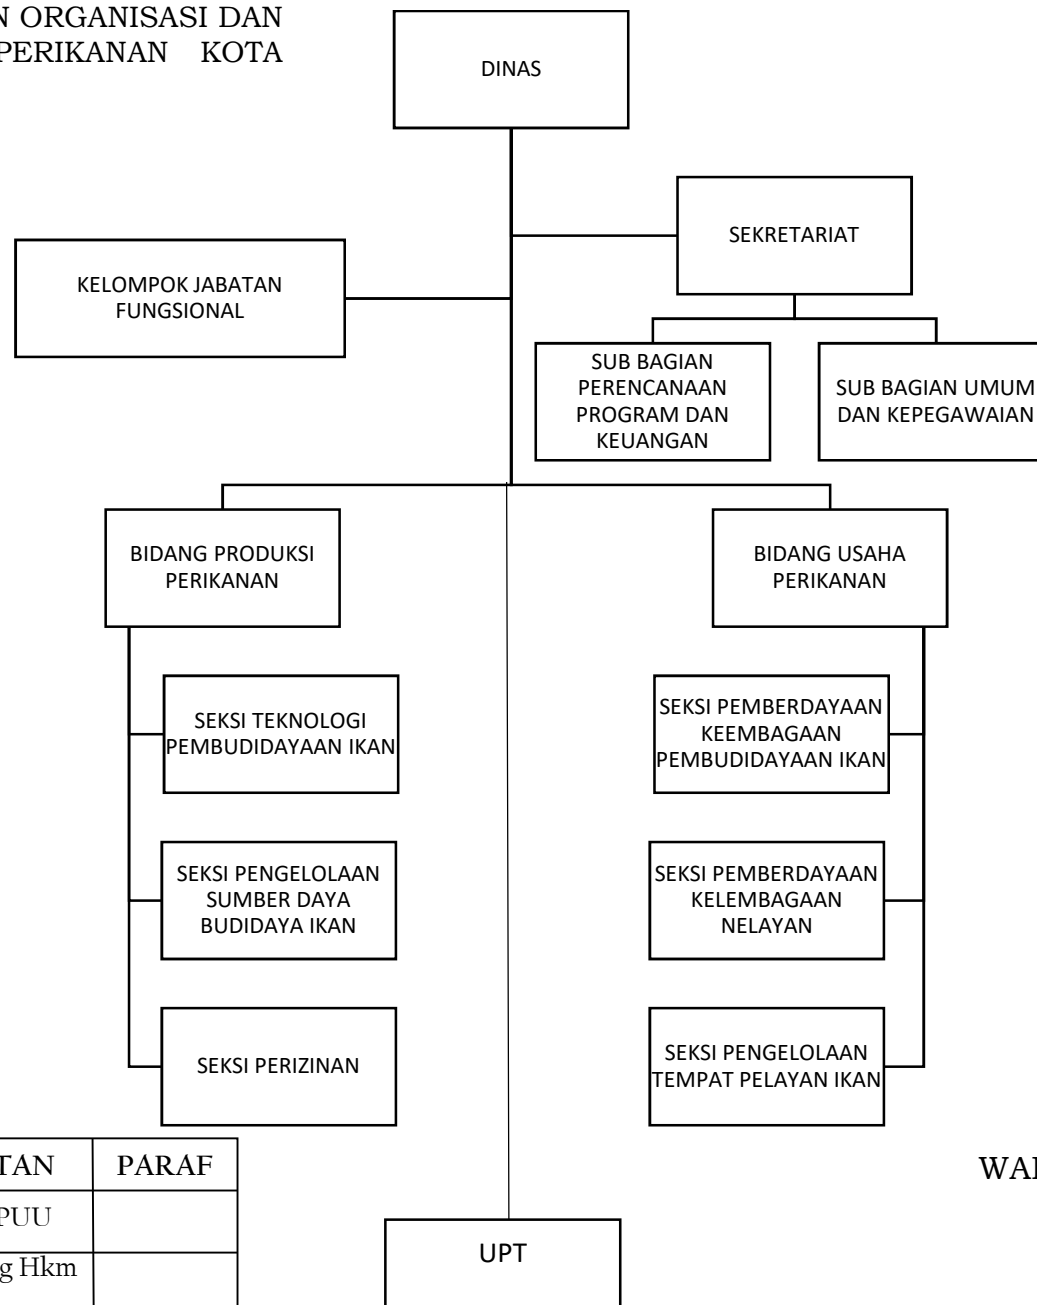 ORGANISASI DAN
PERIKANAN KOTA
DINAS
SEKRETARIAT
KELOMPOK JABATAN
FUNGSIONAL
SUB BAGIAN
PERENCANAAN
PROGRAM DAN
KEUANGAN
SUB BAGIAN UMUM
DAN KEPEGAWAIAN
BIDANG PRODUKSI
PERIKANAN
BIDANG USAHA
PERIKANAN
SEKSI TEKNOLOGI
PEMBUDIDAYAAN IKAN
SEKSI PEMBERDAYAAN
KEEMBAGAAN
PEMBUDIDAYAAN IKAN
SEKSI PENGELOLAAN
SUMBER DAYA
BUDIDAYA IKAN
SEKSI PEMBERDAYAAN
KELEMBAGAAN
NELAYAN
SEKSI PERIZINAN
SEKSI PENGELOLAAN
TEMPAT PELAYAN IKAN
TAN PARAF
PUU
g Hkm
WA
UPT